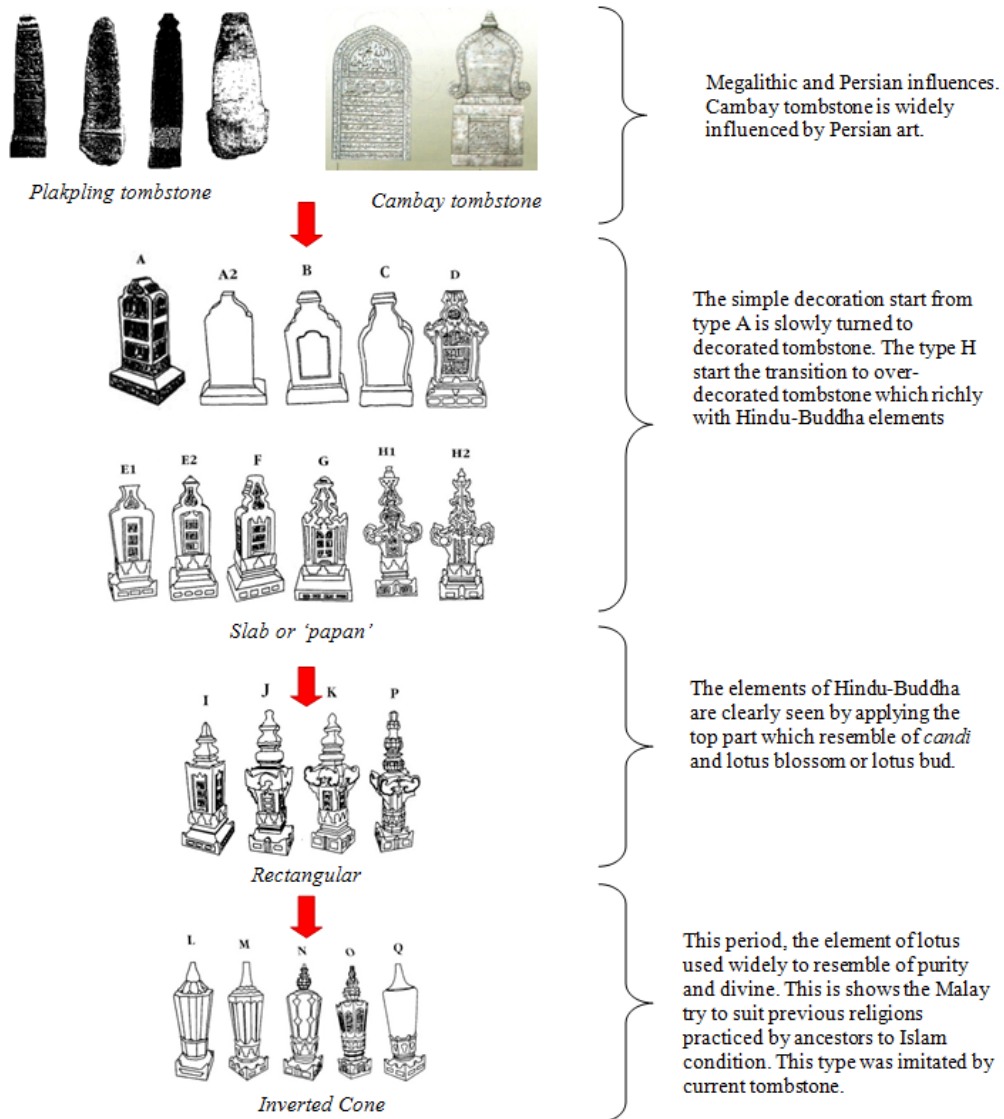 Megalithic and Persian influences.
Cambay tombstone is widely
influenced by Persian art.
Plakpling tombstone
Cambay tombstone
A
A2
B
C
D
The simple decoration start from
type A is slowly turned to
decorated tombstone. The type H
start the transition to over-
decorated tombstone which richly
with Hindu-Buddha elements
E1
E2
F
G
H1
H2
Slab or ‘papan’
I
J
K
P
The elements of Hindu-Buddha
are clearly seen by applying the
top part which resemble of candi
and lotus blossom or lotus bud.
Rectangular
L
M
N
O
Q
This period, the element of lotus
used widely to resemble of purity
and divine. This is shows the Malay
try to suit previous religions
practiced by ancestors to Islam
condition. This type was imitated by
current tombstone.
Inverted Cone